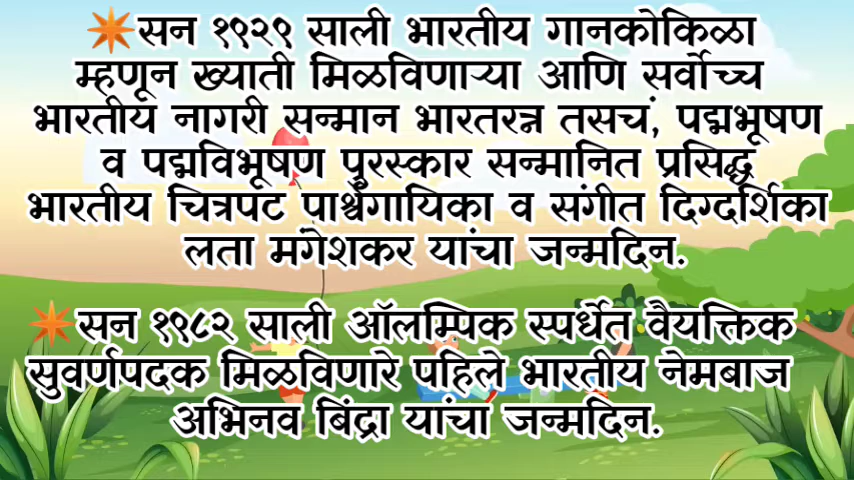 सन १९२९ साली भारतीय गानकोकिळा
म्हणून ख्याती मिळविणाऱ्या आणि सर्वोच्च
भारतीय नागरी सन्मान भारतरत्न तसचं, पद्मभूषण
व पद्मविभूषण पुरस्कार सन्मानित प्रसिद्ध
भारतीय चित्रपट पार्श्वगायिका व संगीत दिग्दर्शिका
लता मंगेशकर यांचा जन्मदिन.
सन १९८२ साली ऑलम्पिक स्पर्धेत वैयक्तिक
सुवर्णपदक मिळविणारे पहिले भारतीय नेमबाज
अभिनव बिंद्रा यांचा जन्मदिन.